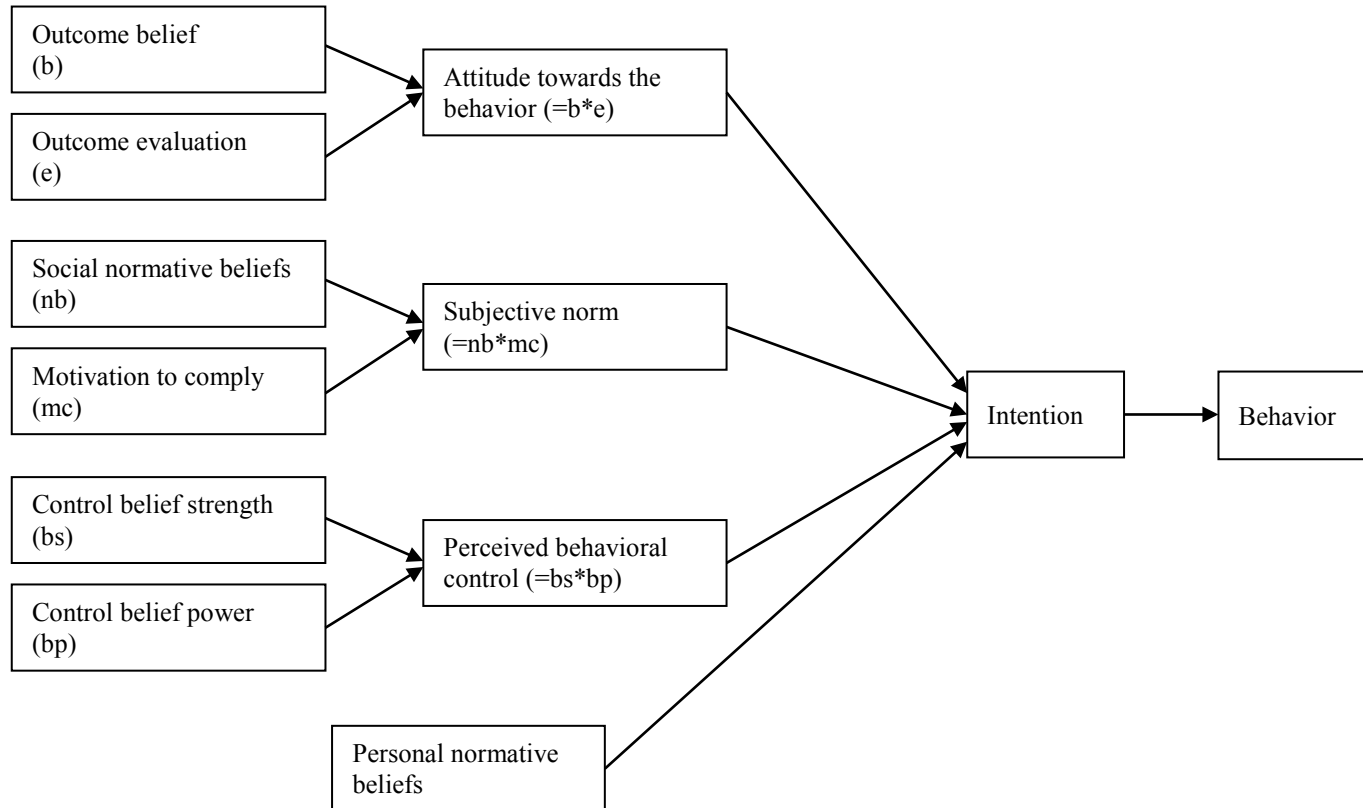 Outcome belief
(b)
Outcome evaluation
(e)
Attitude towards the
behavior (=b*e)
Social normative beliefs
(nb)
Motivation to comply
(mc)
Subjective norm
(=nb*mc)
Control belief strength
(bs)
Control belief power
(bp)
Perceived behavioral
control (=bs*bp)
Personal normative
beliefs
Intention
Behavior